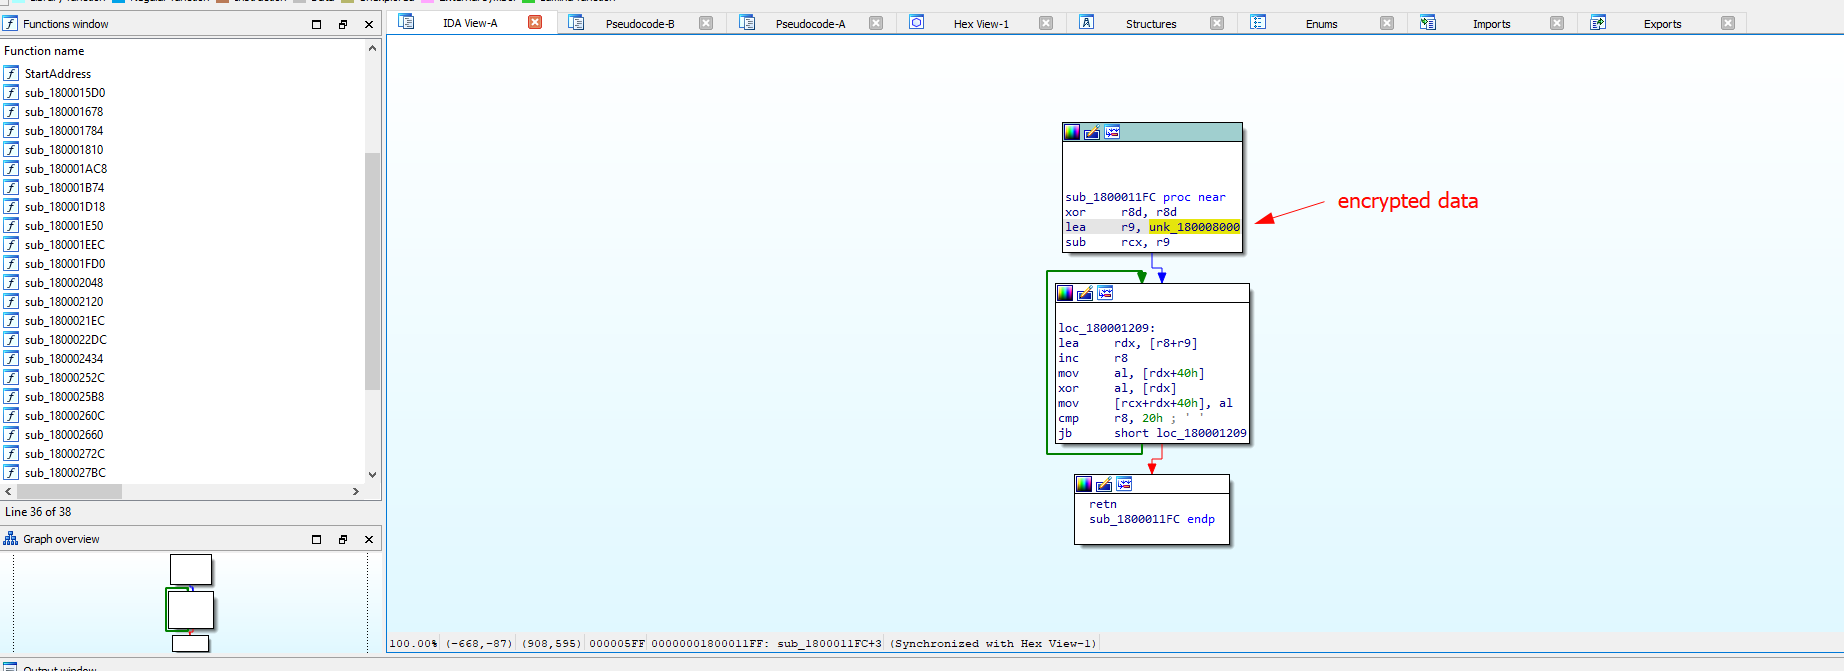 Functions window
IDA View-A
Pseudocode-B
Pseudocode-A
Hex View-1
Structures
Enums
Imports
Exports
Function name
StartAddress
sub_1800015D0
sub_180001678
sub_180001784
sub_180001810
sub_180001AC8
sub_180001B74
sub_180001D18
sub_180001E50
sub_180001EEC
sub_180001FD0
sub_180002048
sub_180002120
sub_1800021EC
sub_1800022DC
sub_180002434
sub_18000252C
sub_1800025B8
sub_18000260C
sub_180002660
sub_18000272C
sub_1800027BC
Line 36 of 38
Graph overview
sub_1800011FC proc near
xor r8d, r8d
lea r9, unk_180008000
sub rcx, r9
encrypted data
loc_180001209:
lea rdx, [r8+r9]
inc r8
mov al, [rdx+40h]
xor al, [rdx]
mov [rcx+rdx+40h], al
cmp r8, 20h ; ' '
jb short loc_180001209
retn
sub_1800011FC endp
100.00% (-668,-87) (908,595) 000005FF 00000001800011FF: sub_1800011FC+3 (Synchronized with Hex View-1)
Output window